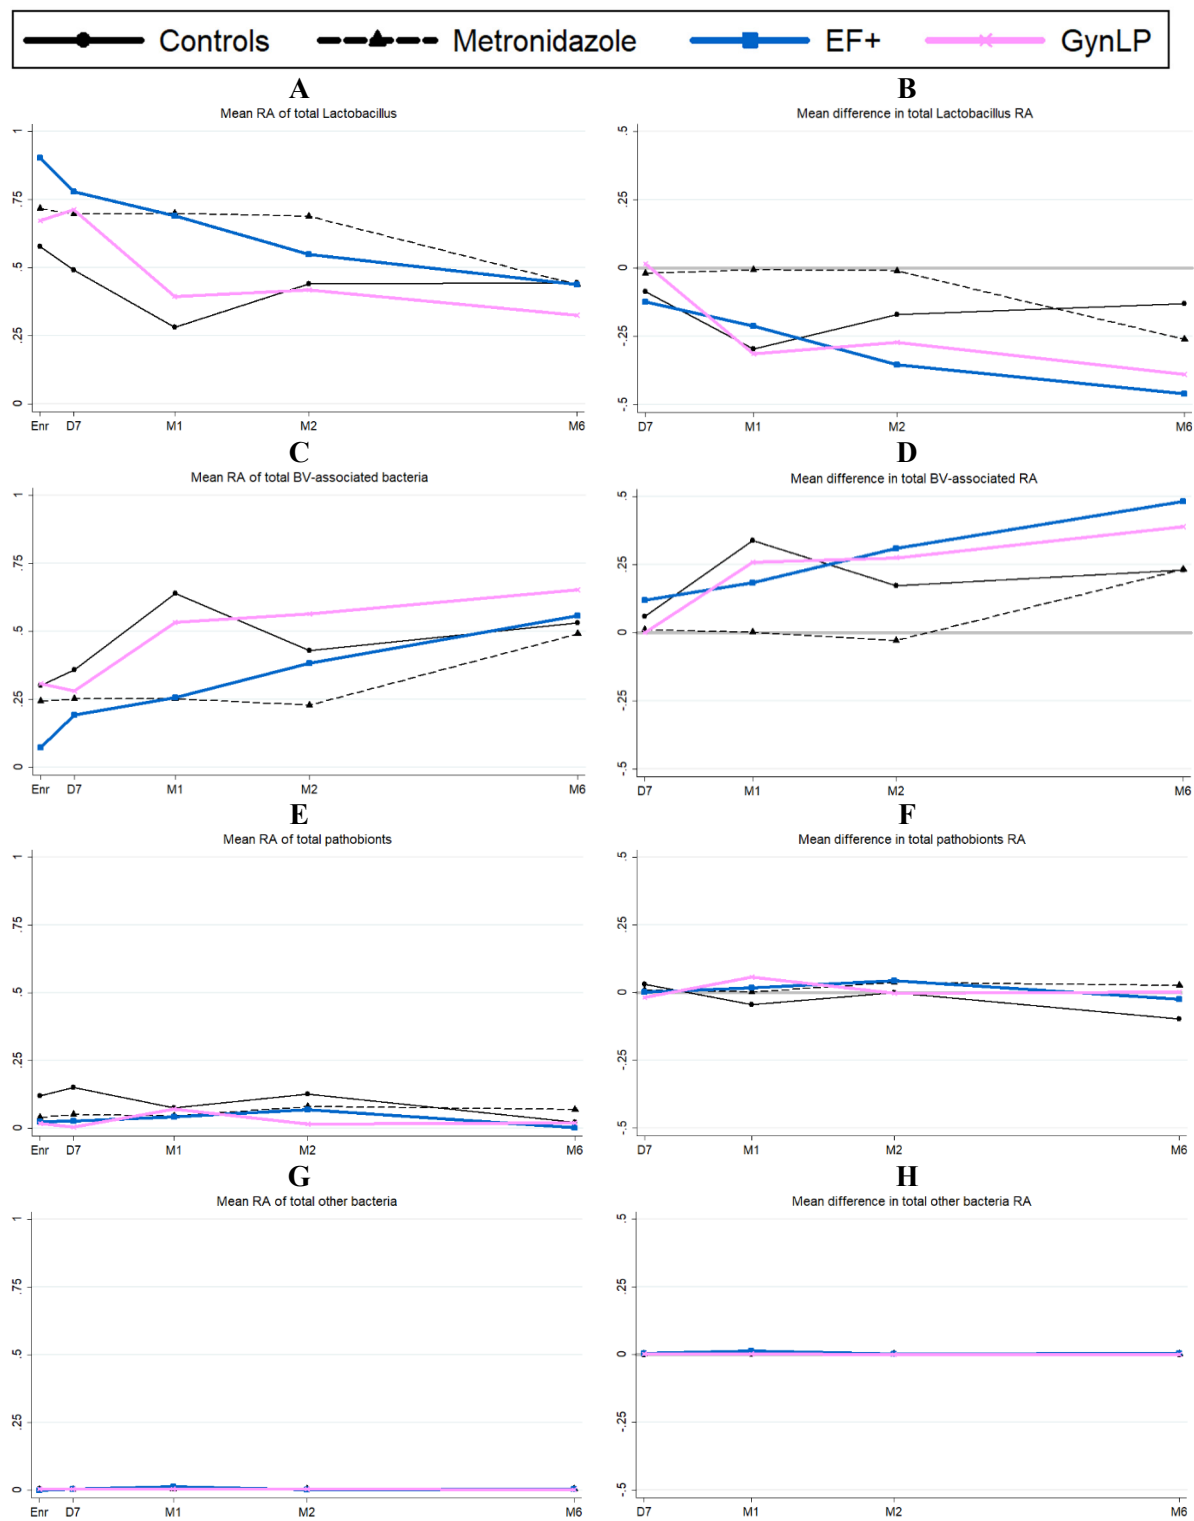 Controls Metronidazole EF+ GynLP
A B
Mean RA of total Lactobacillus Mean difference in total Lactobacillus RA
1 .75 .5 .25 0
Enr D7 M1 M2 M6
.5 .25 0 -.25 -.5
D7 M1 M2 M6
C D
Mean RA of total BV-associated bacteria Mean difference in total BV-associated RA
1 .75 .5 .25 0
Enr D7 M1 M2 M6
.5 .25 0 -.25 -.5
D7 M1 M2 M6
E F
Mean RA of total pathobionts Mean difference in total pathobionts RA
1 .75 .5 .25 0
Enr D7 M1 M2 M6
.5 .25 0 -.25 -.5
D7 M1 M2 M6
G H
Mean RA of total other bacteria Mean difference in total other bacteria RA
1 .75 .5 .25 0
Enr D7 M1 M2 M6
.5 .25 0 -.25 -.5
D7 M1 M2 M6